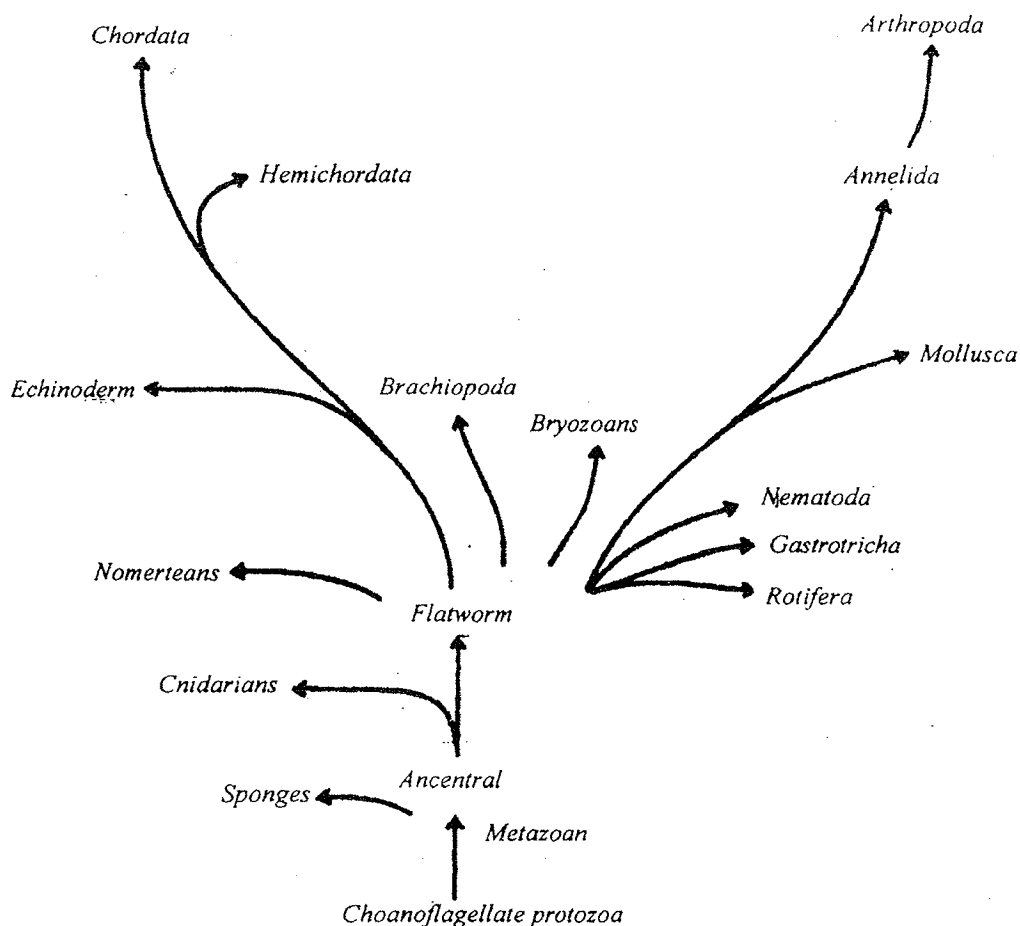 Chordata
Arthropoda
Hemichordata
Annelida
Mollusca
Echinoderm
Brachiopoda
Bryozoans
Nematoda
Gastrotricha
Nomerteans
Rotifera
Flatworm
Cnidarians
Ancentral
Sponges
Metazoan
Choanoflagellate protozoa